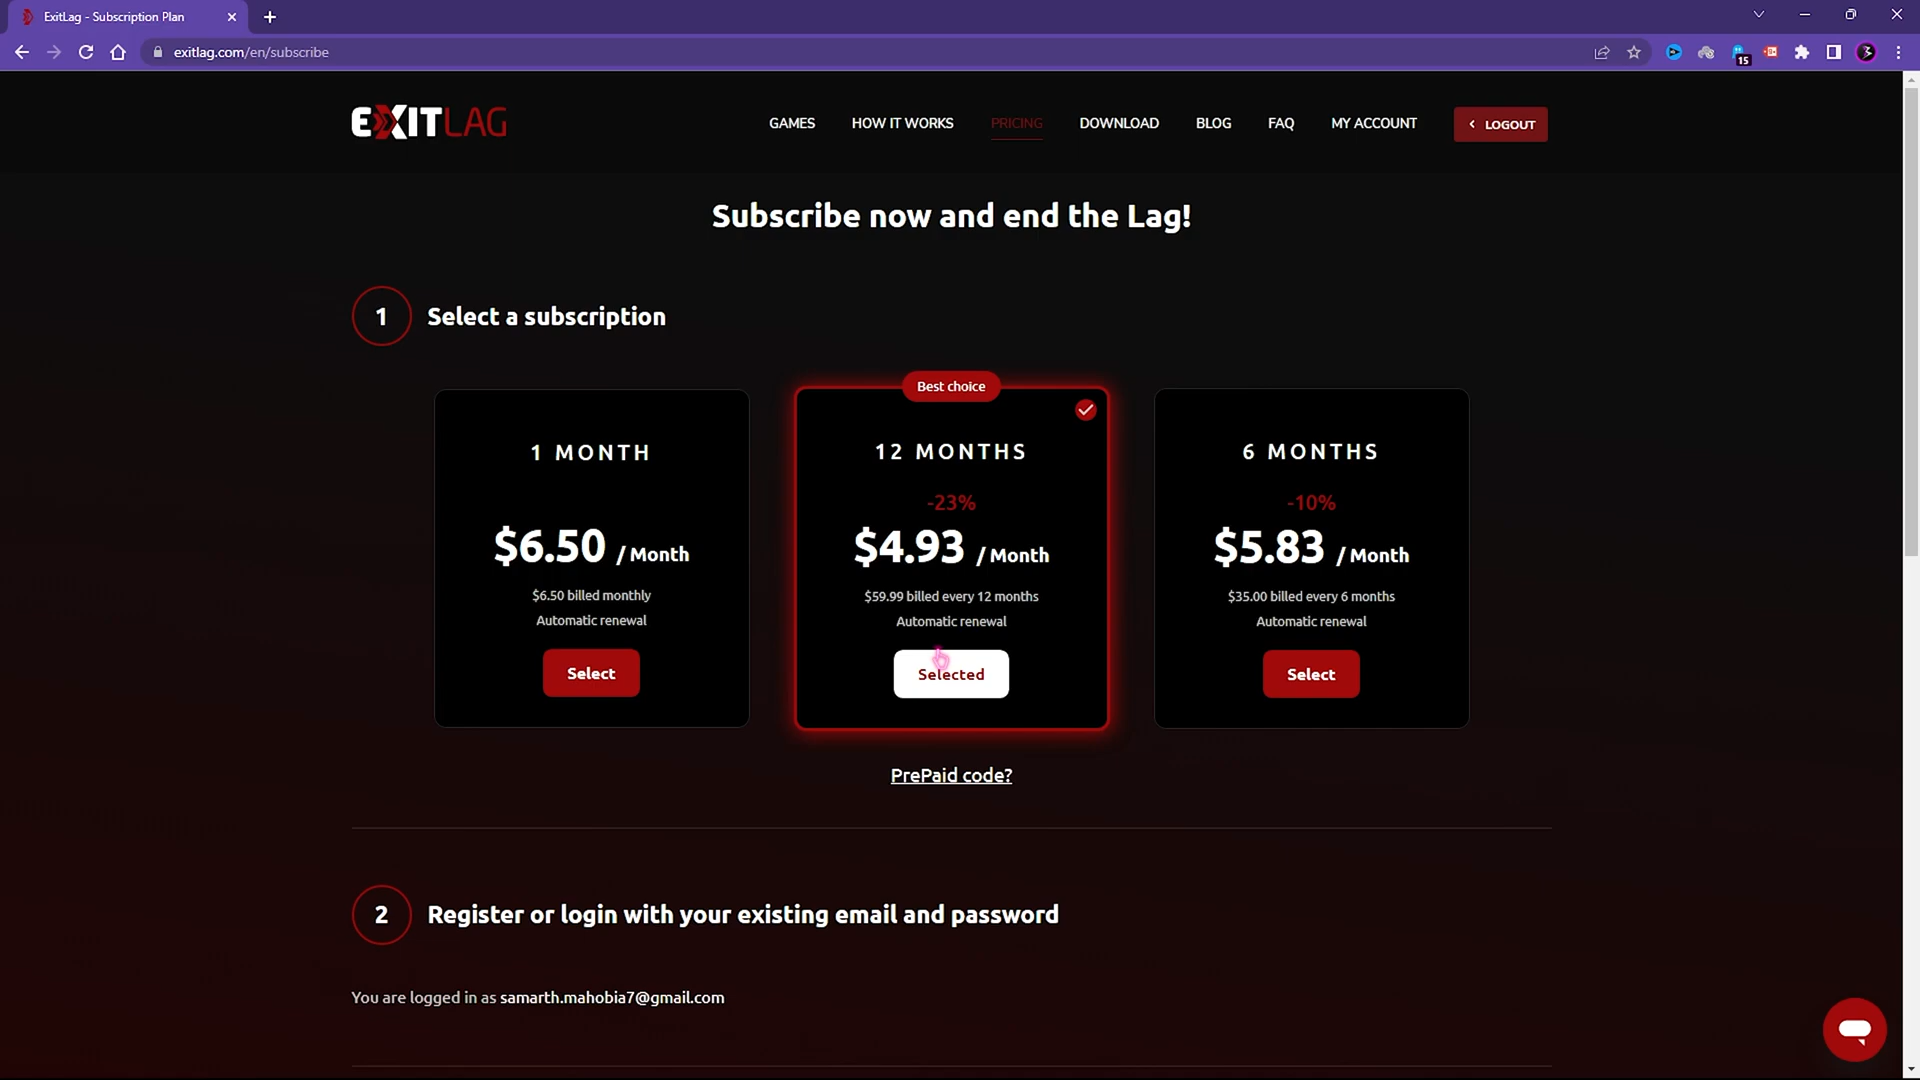 ExitLag - Subscription Plan
exitlag.com/en/subscribe
15
EXITLAG
GAMES
HOW IT WORKS
PRICING
DOWNLOAD
BLOG
FAQ
MY ACCOUNT
LOGOUT
Subscribe now and end the Lag!
1
Select a subscription
1 MONTH
$6.50 / Month
$6.50 billed monthly
Automatic renewal
Select
Best choice
12 MONTHS
-23%
$4.93 / Month
$59.99 billed every 12 months
Automatic renewal
Selected
6 MONTHS
-10%
$5.83 / Month
$35.00 billed every 6 months
Automatic renewal
Select
PrePaid code?
2
Register or login with your existing email and password
You are logged in as samarth.mahobia7@gmail.com